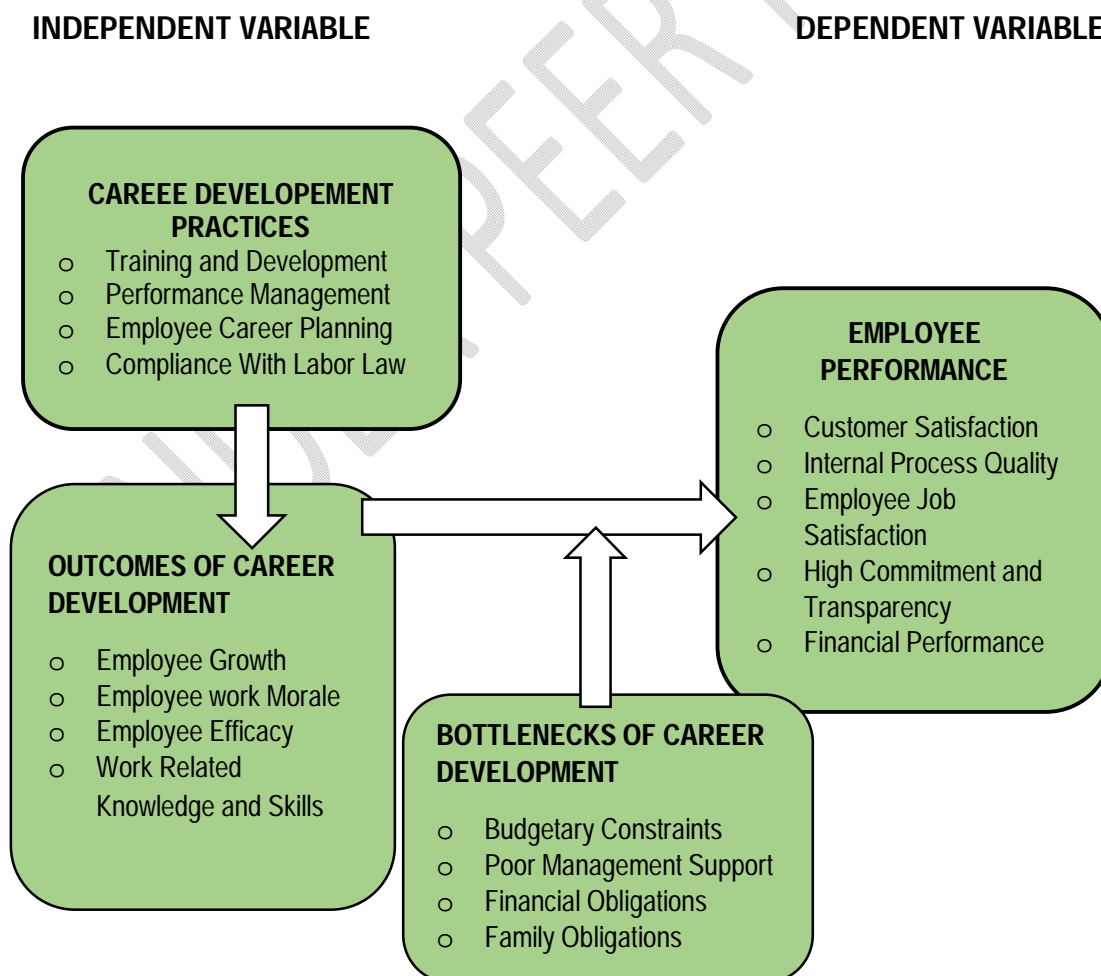 INDEPENDENT VARIABLE
DEPENDENT VARIABLE
CAREEE DEVELOPEMENT
PRACTICES
o Training and Development
o Performance Management
o Employee Career Planning
o Compliance With Labor Law
EMPLOYEE
PERFORMANCE
o Customer Satisfaction
o Internal Process Quality
o Employee Job
Satisfaction
o High Commitment and
Transparency
o Financial Performance
OUTCOMES OF CAREER
DEVELOPMENT
o Employee Growth
o Employee work Morale
o Employee Efficacy
o Work Related
Knowledge and Skills
BOTTLENECKS OF CAREER
DEVELOPMENT
o Budgetary Constraints
o Poor Management Support
o Financial Obligations
o Family Obligations
PEER